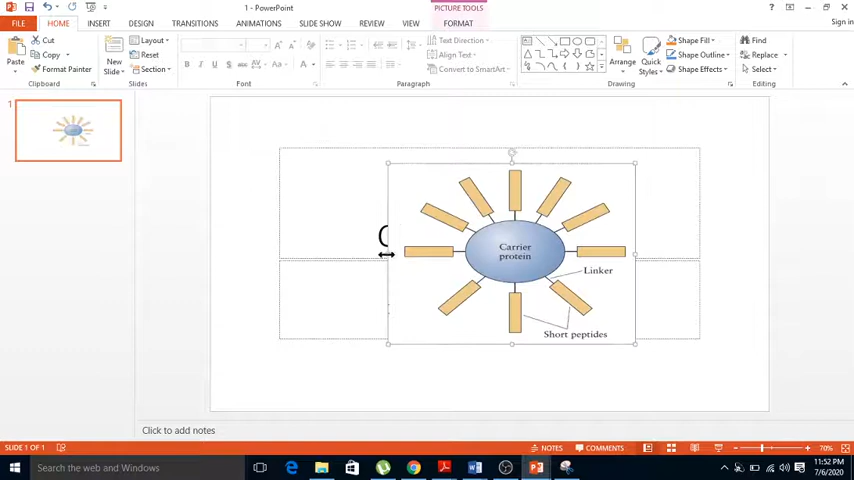 1 - PowerPoint
PICTURE TOOLS
? 
Sign in
FILE
HOME
INSERT
DESIGN
TRANSITIONS
ANIMATIONS
SLIDE SHOW
REVIEW
VIEW
FORMAT
Paste
Cut
Copy
Format Painter
Clipboard
New
Slide
Layout
Reset
Section
Slides
B I U S abc AV Aa A
Font
Paragraph
Text Direction
Align Text
Convert to SmartArt
Arrange
Quick
Styles
Shape Fill
Shape Outline
Shape Effects
Drawing
Find
Replace
Select
Editing
1
Carrier
protein
Linker
Short peptides
Click to add notes
SLIDE 1 OF 1
NOTES
COMMENTS
70%
Search the web and Windows
11:52 PM
7/6/2020